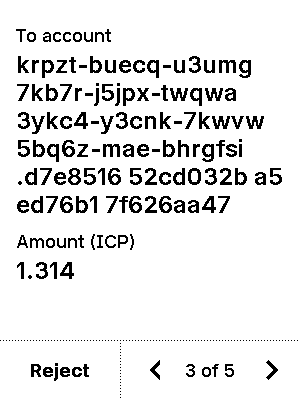 To account
krpzt-buecq-u3umg
7kb7r-j5jpx-twqwa
3ykc4-y3cnk-7kwvw
5bq6z-mae-bhrgfsi
.d7e8516 52cd032b a5
ed76b1 7f626aa47
Amount (ICP)
1.314
Reject
3 of 5